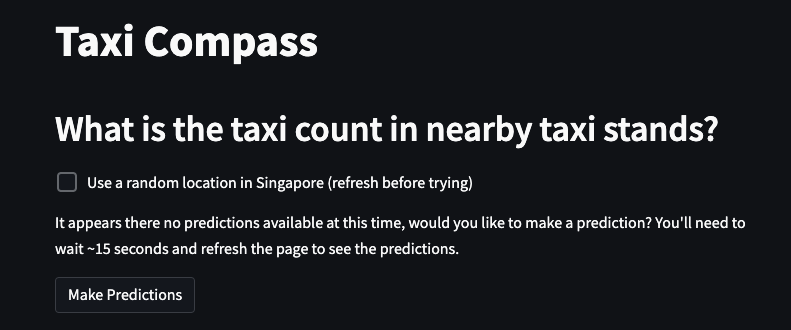 Taxi Compass
What is the taxi count in nearby taxi stands?
Use a random location in Singapore (refresh before trying)
It appears there no predictions available at this time, would you like to make a prediction? You'll need to
wait ~15 seconds and refresh the page to see the predictions.
Make Predictions